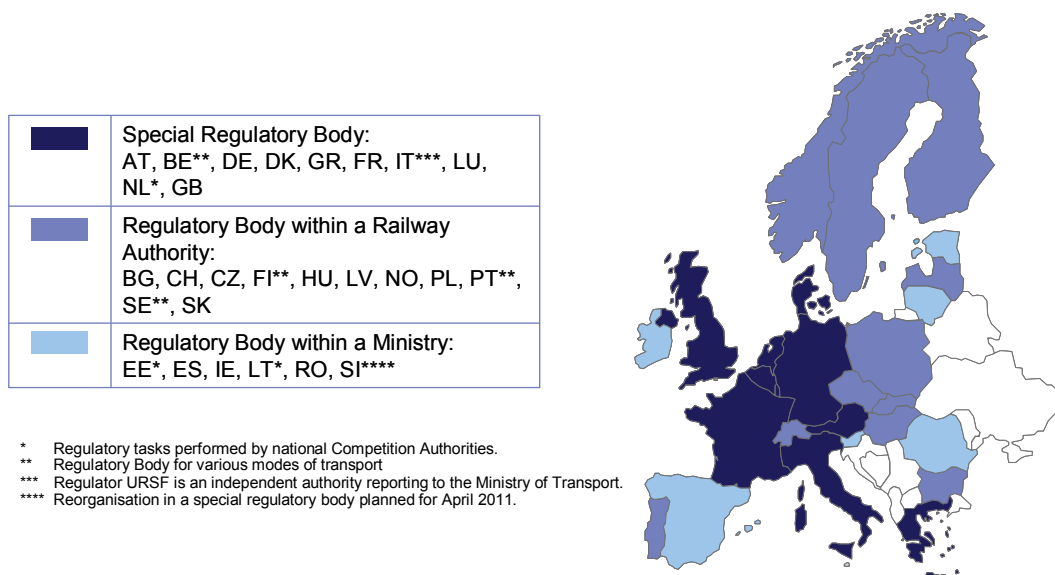 Special Regulatory Body:
AT, BE**, DE, DK, GR, FR, IT***, LU,
NL*, GB
Regulatory Body within a Railway
Authority:
BG, CH, CZ, FI**, HU, LV, NO, PL, PT**,
SE**, SK
Regulatory Body within a Ministry:
EE*, ES, IE, LT*, RO, SI****
* Regulatory tasks performed by national Competition Authorities.
** Regulatory Body for various modes of transport
*** Regulator URSF is an independent authority reporting to the Ministry of Transport.
**** Reorganisation in a special regulatory body planned for April 2011.